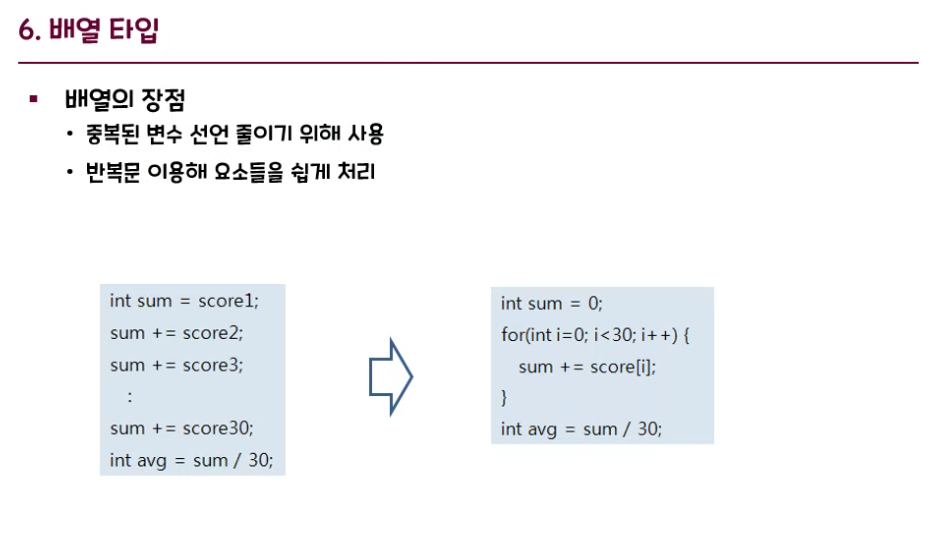 6. 배열 타입
▪ 배열의 장점
• 중복된 변수 선언 줄이기 위해 사용
• 반복문 이용해 요소들을 쉽게 처리
int sum = score1;
sum += score2;
sum += score3;
:
sum += score30;
int avg = sum / 30;
int sum = 0;
for(int i=0; i<30; i++) {
sum += score[i];
}
int avg = sum / 30;